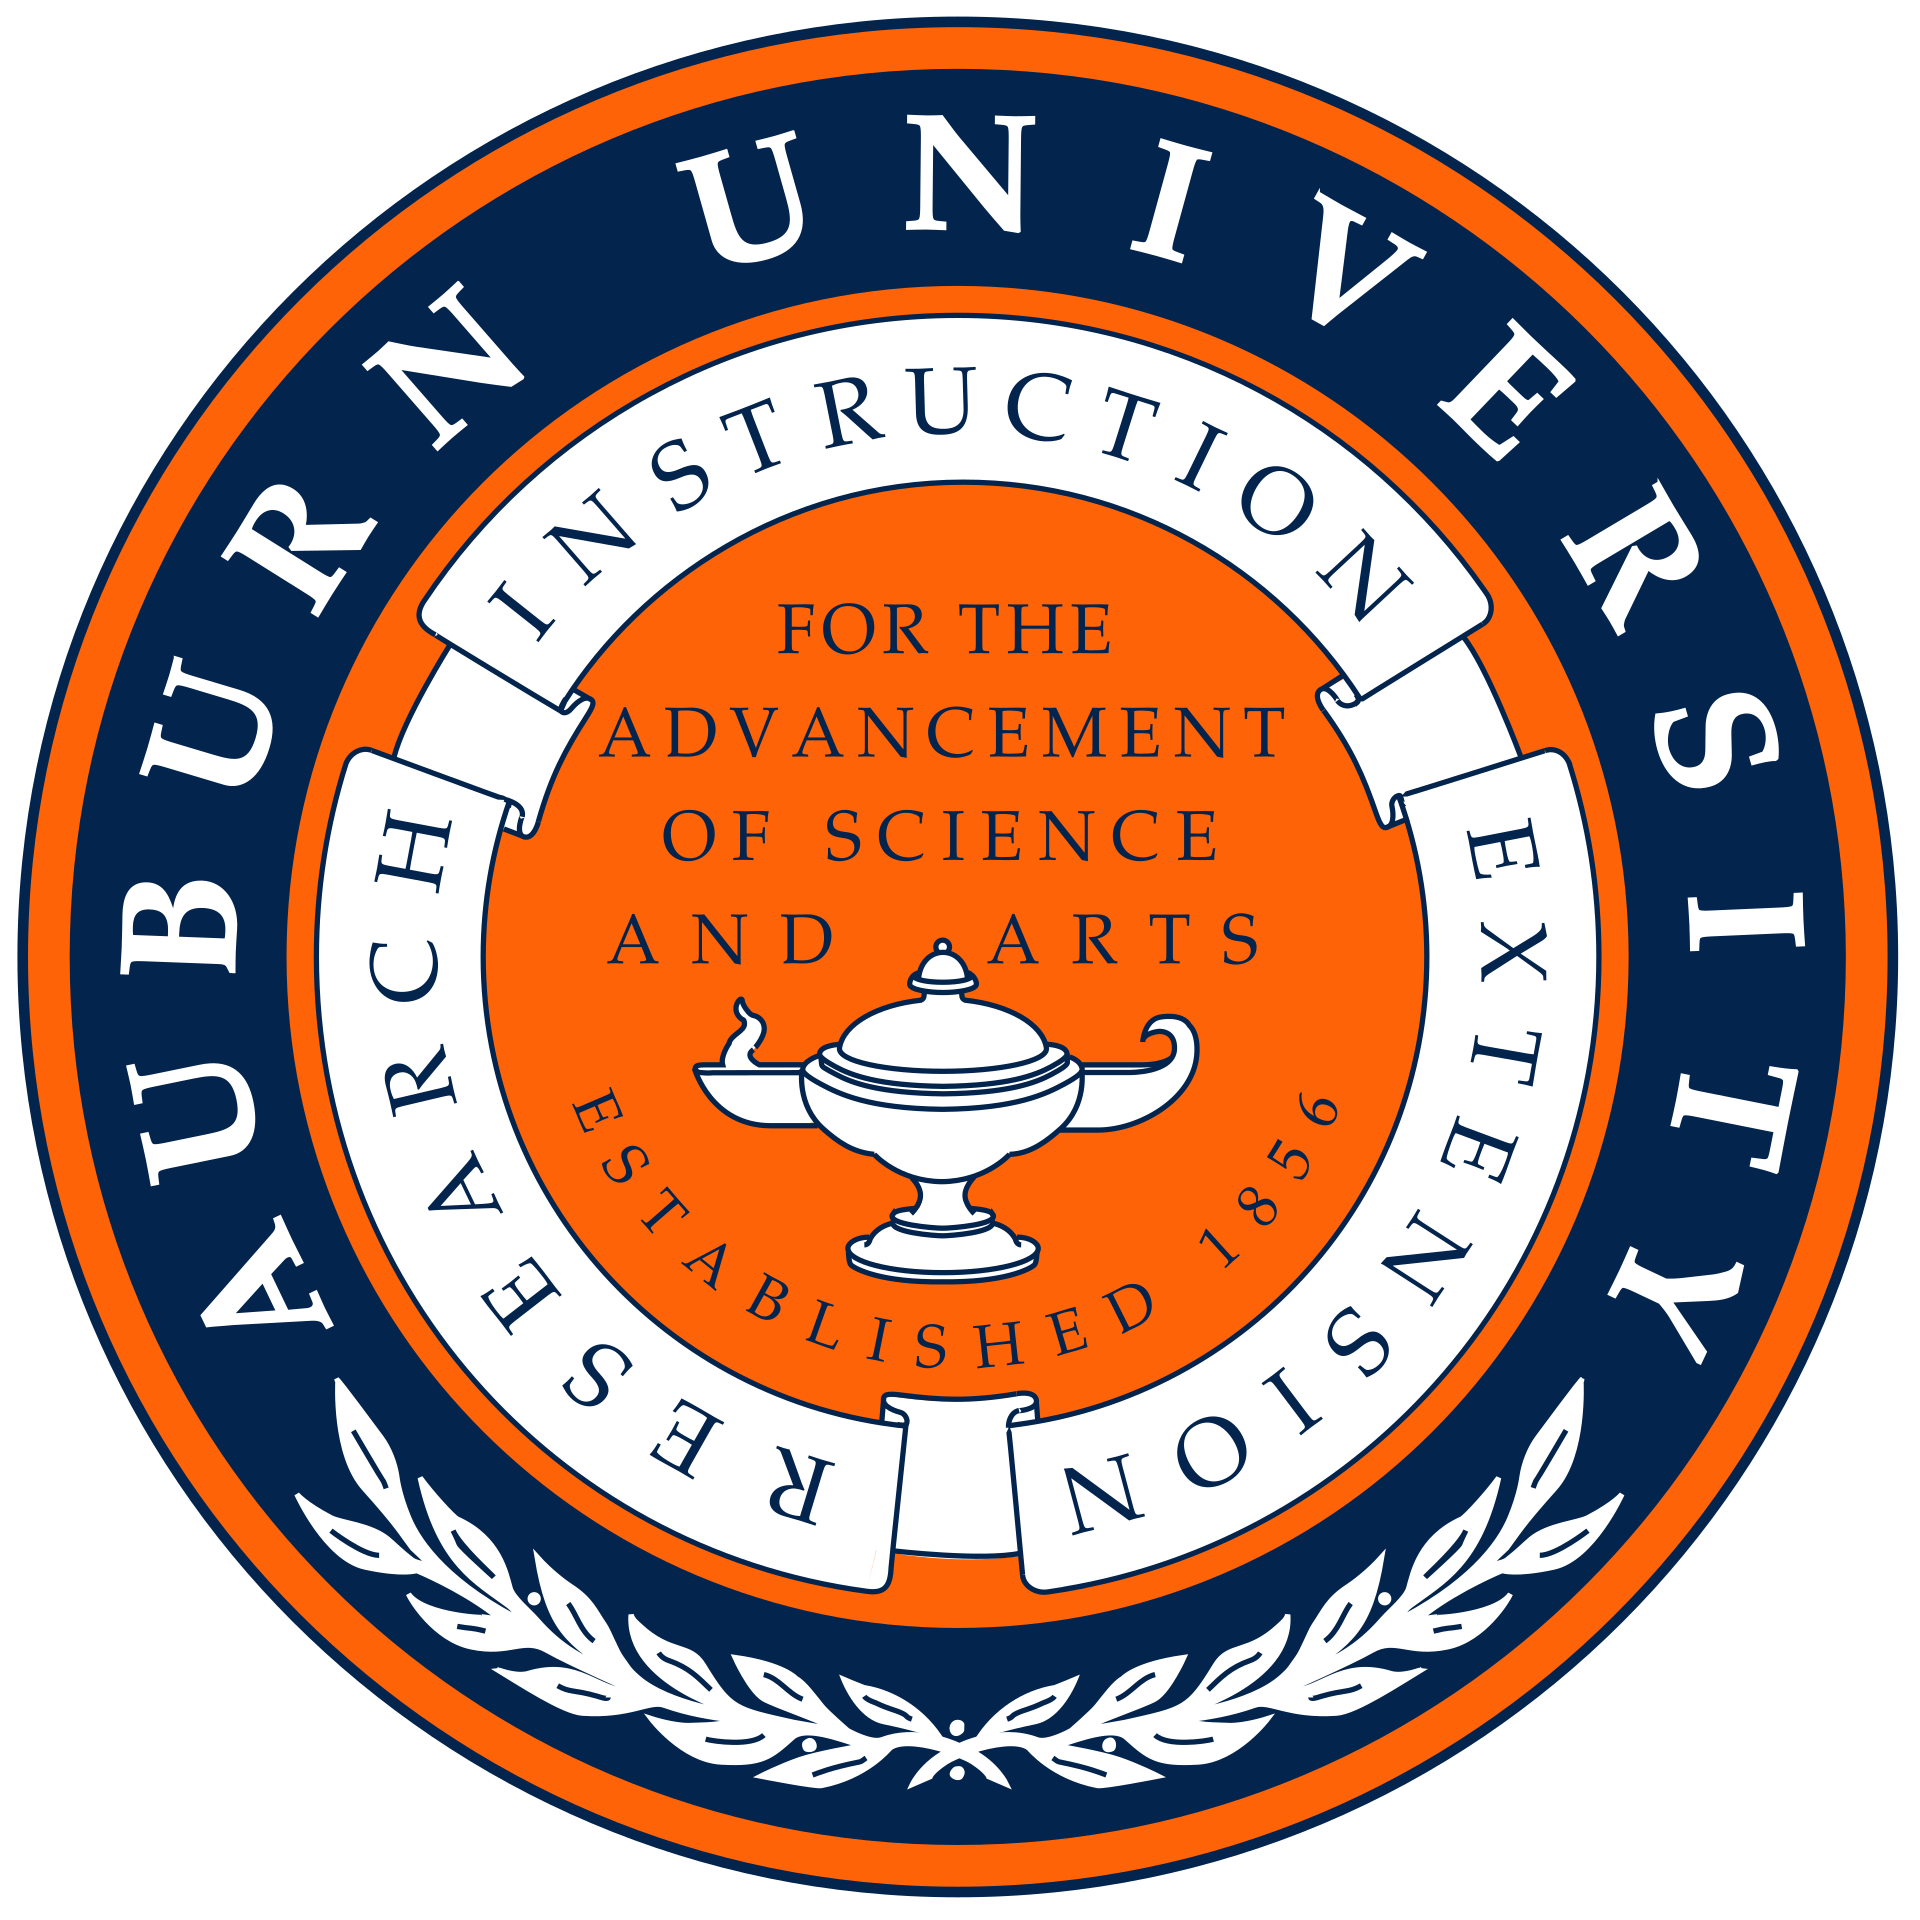 AUBURN UNIVERSITY
INSTRUCTION
RESEARCH
EXTENSION
FOR THE
ADVANCEMENT
OF SCIENCE
AND ARTS
ESTABLISHED 1856